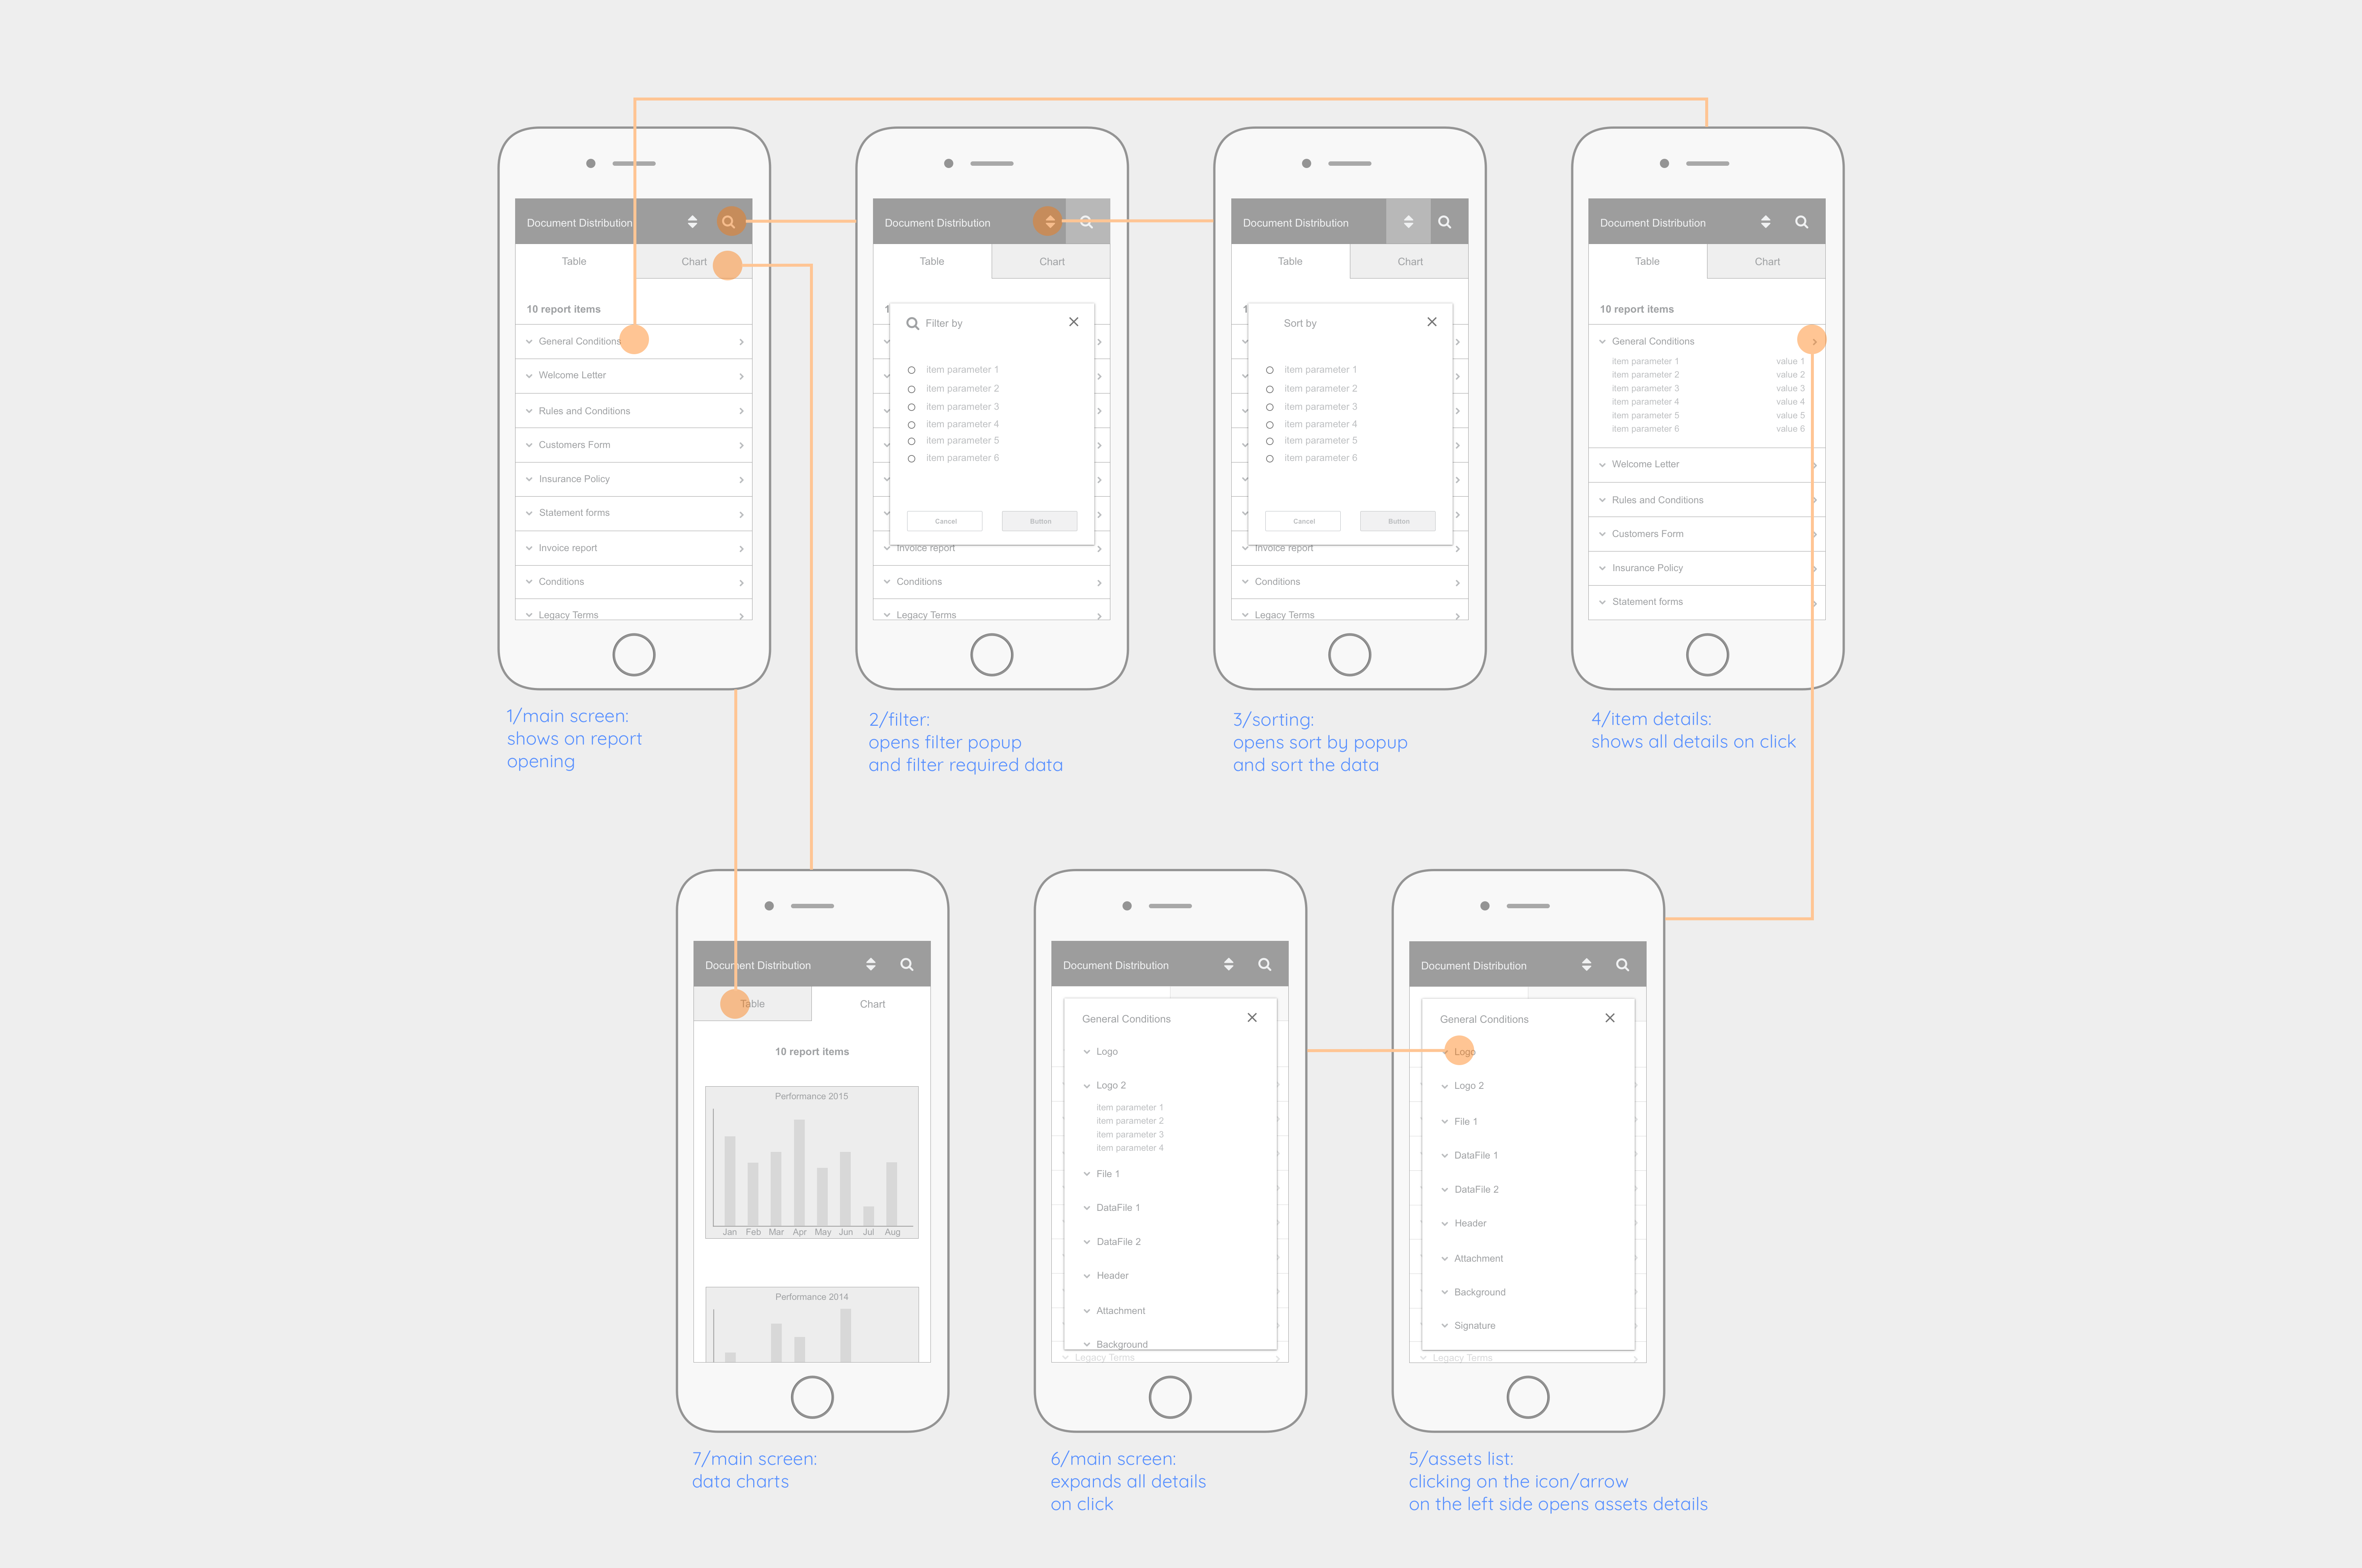 Document Distribution
Table
Chart
10 report items
General Conditions
Welcome Letter
Rules and Conditions
Customers Form
Insurance Policy
Statement forms
Invoice report
Conditions
Legacy Terms
1/main screen:
shows on report
opening
Document Distribution
Table
Chart
1
Filter by
item parameter 1
item parameter 2
item parameter 3
item parameter 4
item parameter 5
item parameter 6
Cancel
Button
Invoice report
Conditions
Legacy Terms
2/filter:
opens filter popup
and filter required data
Document Distribution
Table
Chart
1
Sort by
item parameter 1
item parameter 2
item parameter 3
item parameter 4
item parameter 5
item parameter 6
Cancel
Button
Invoice report
Conditions
Legacy Terms
3/sorting:
opens sort by popup
and sort the data
Document Distribution
Table
Chart
10 report items
General Conditions
item parameter 1 value 1
item parameter 2 value 2
item parameter 3 value 3
item parameter 4 value 4
item parameter 5 value 5
item parameter 6 value 6
Welcome Letter
Rules and Conditions
Customers Form
Insurance Policy
Statement forms
4/item details:
shows all details on click
Document Distribution
Table
Chart
10 report items
Performance 2015
Jan Feb Mar Apr May Jun Jul Aug
Performance 2014
7/main screen:
data charts
Document Distribution
General Conditions
Logo
Logo 2
item parameter 1
item parameter 2
item parameter 3
item parameter 4
File 1
DataFile 1
DataFile 2
Header
Attachment
Background
Legacy Terms
6/main screen:
expands all details
on click
Document Distribution
General Conditions
Logo
Logo 2
File 1
DataFile 1
DataFile 2
Header
Attachment
Background
Signature
Legacy Terms
5/assets list:
clicking on the icon/arrow
on the left side opens assets details